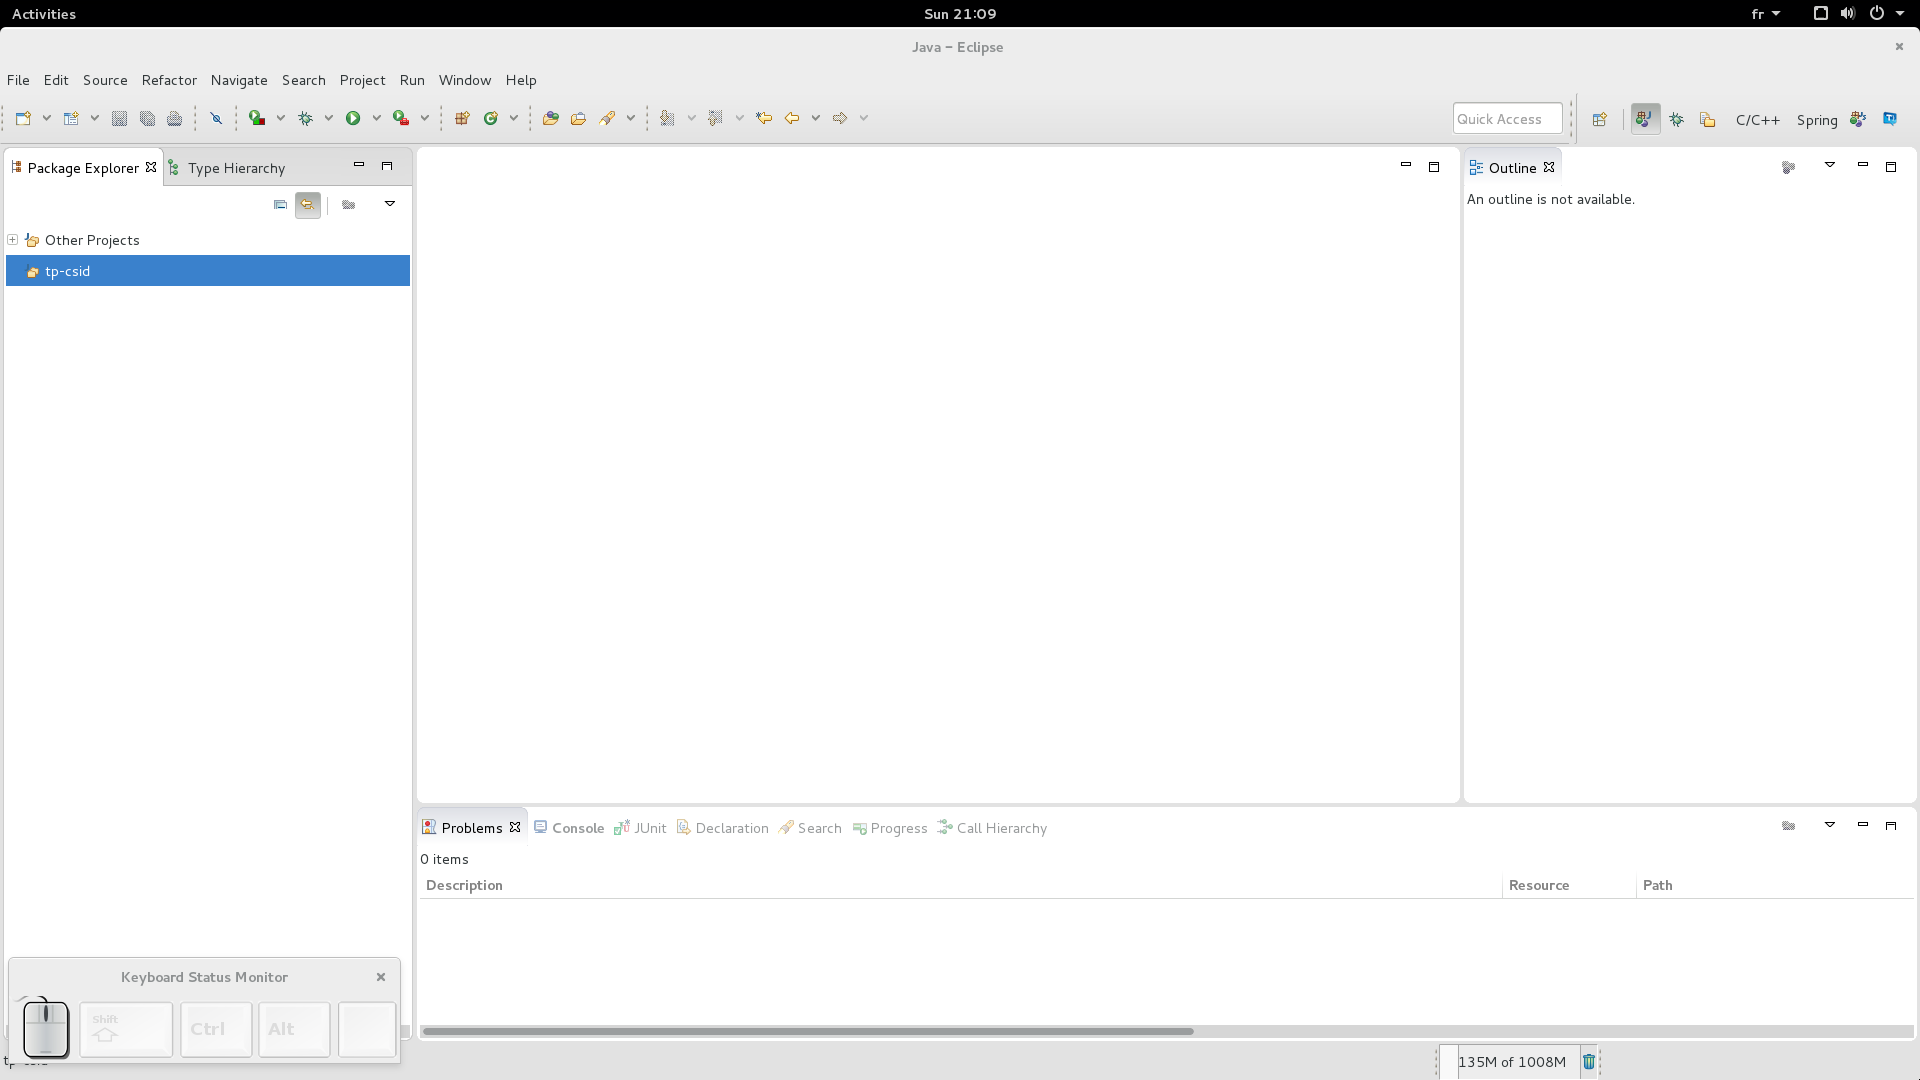 Activities
Sun 21:09
fr
Java – Eclipse
File Edit Source Refactor Navigate Search Project Run Window Help
Quick Access
C/C++
Spring
Package Explorer
Type Hierarchy
Outline
An outline is not available.
Other Projects
tp-csid
Problems
Console
JUnit
Declaration
Search
Progress
Call Hierarchy
0 items
Description
Resource
Path
Keyboard Status Monitor
Shift
Ctrl
Alt
135M of 1008M